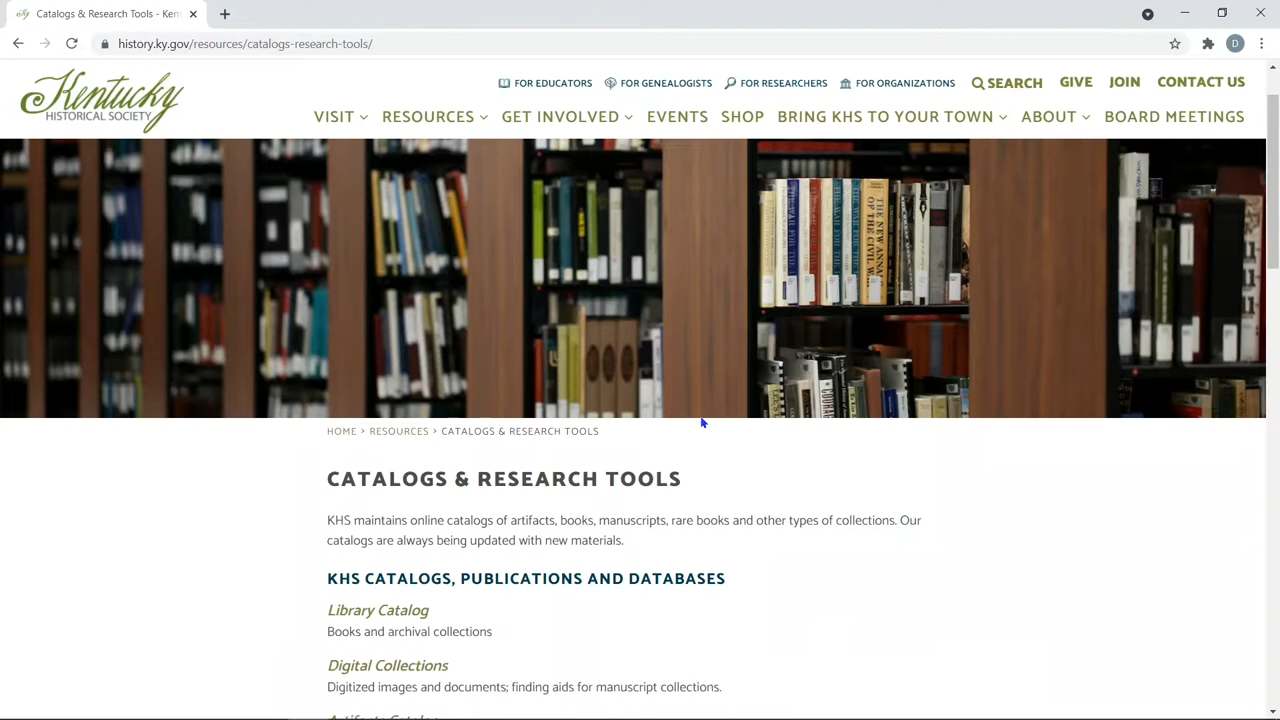 Catalogs & Research Tools - Ken
history.ky.gov/resources/catalogs-research-tools/
D
Kentucky
HISTORICAL SOCIETY
FOR EDUCATORS FOR GENEALOGISTS FOR RESEARCHERS FOR ORGANIZATIONS SEARCH GIVE JOIN CONTACT US
VISIT RESOURCES GET INVOLVED EVENTS SHOP BRING KHS TO YOUR TOWN ABOUT BOARD MEETINGS
HOME > RESOURCES > CATALOGS & RESEARCH TOOLS
CATALOGS & RESEARCH TOOLS
KHS maintains online catalogs of artifacts, books, manuscripts, rare books and other types of collections. Our
catalogs are always being updated with new materials.
KHS CATALOGS, PUBLICATIONS AND DATABASES
Library Catalog
Books and archival collections
Digital Collections
Digitized images and documents; finding aids for manuscript collections.
Artifacts Catalog